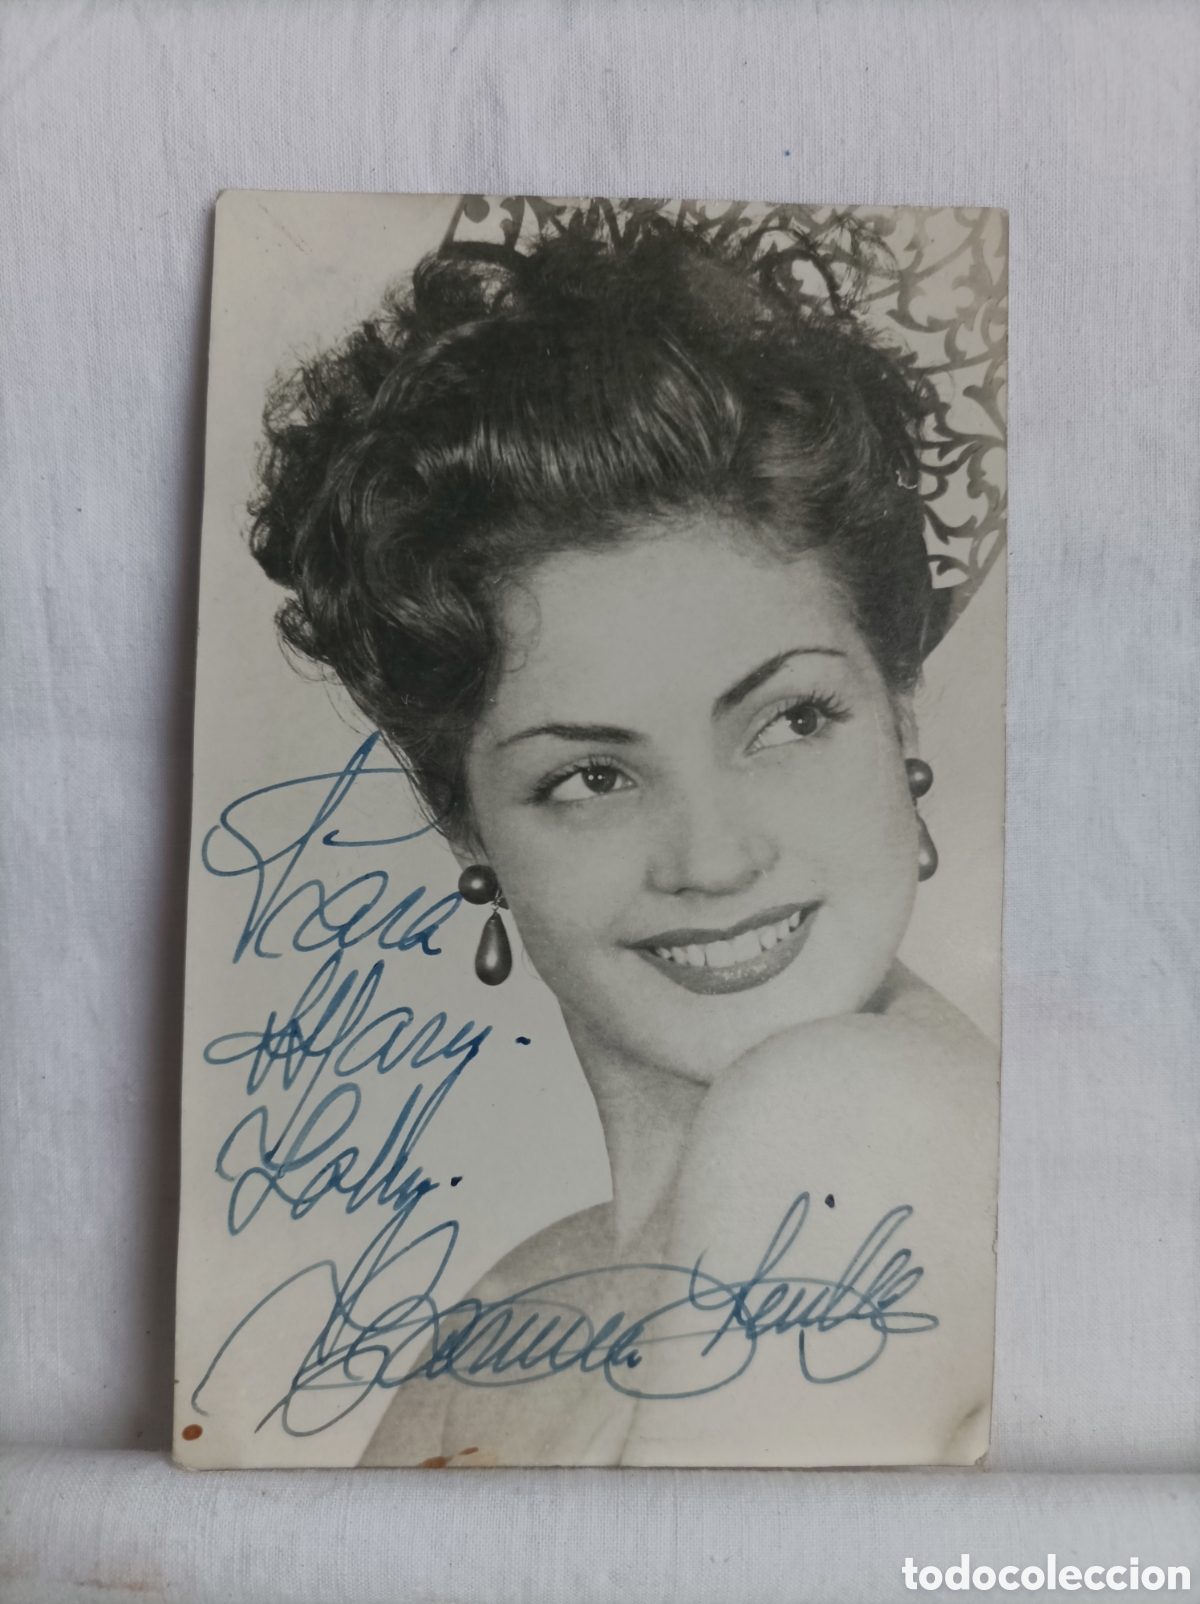 Para
Mary.
Lolly.
Carmen Sevilla
todocoleccion